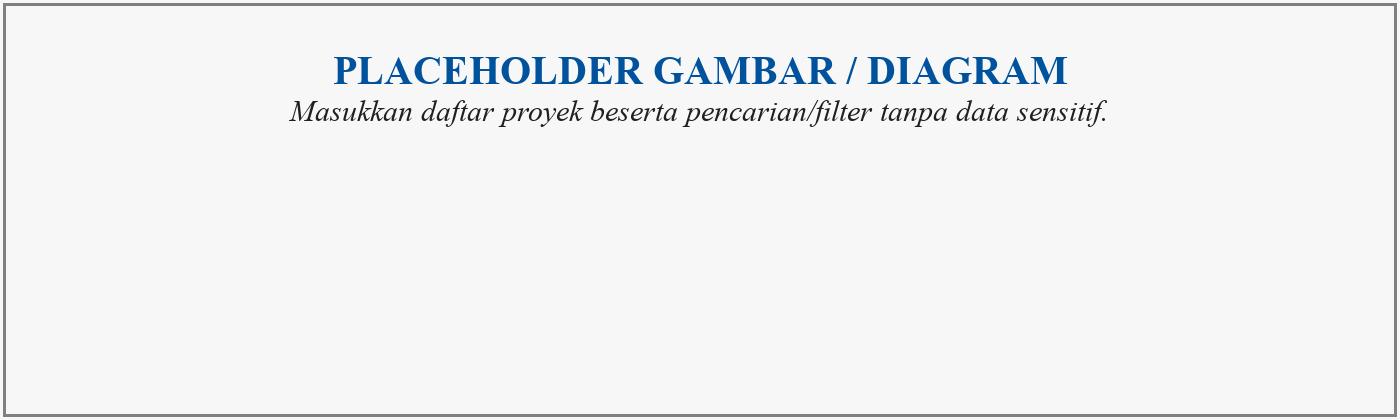 PLACEHOLDER GAMBAR / DIAGRAM
Masukkan daftar proyek beserta pencarian/filter tanpa data sensitif.